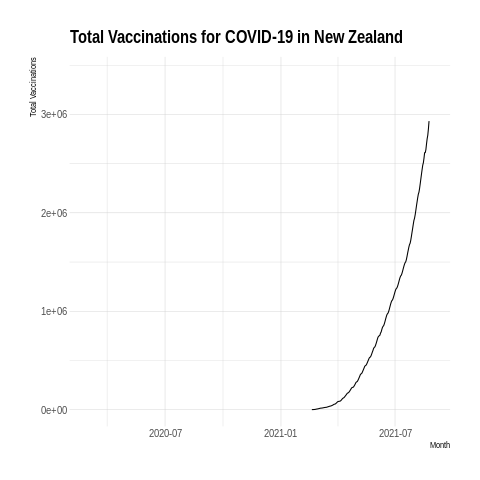 Total Vaccinations for COVID-19 in New Zealand
Total Vaccinations
3e+06
2e+06
1e+06
0e+00
2020-07
2021-01
2021-07
Month